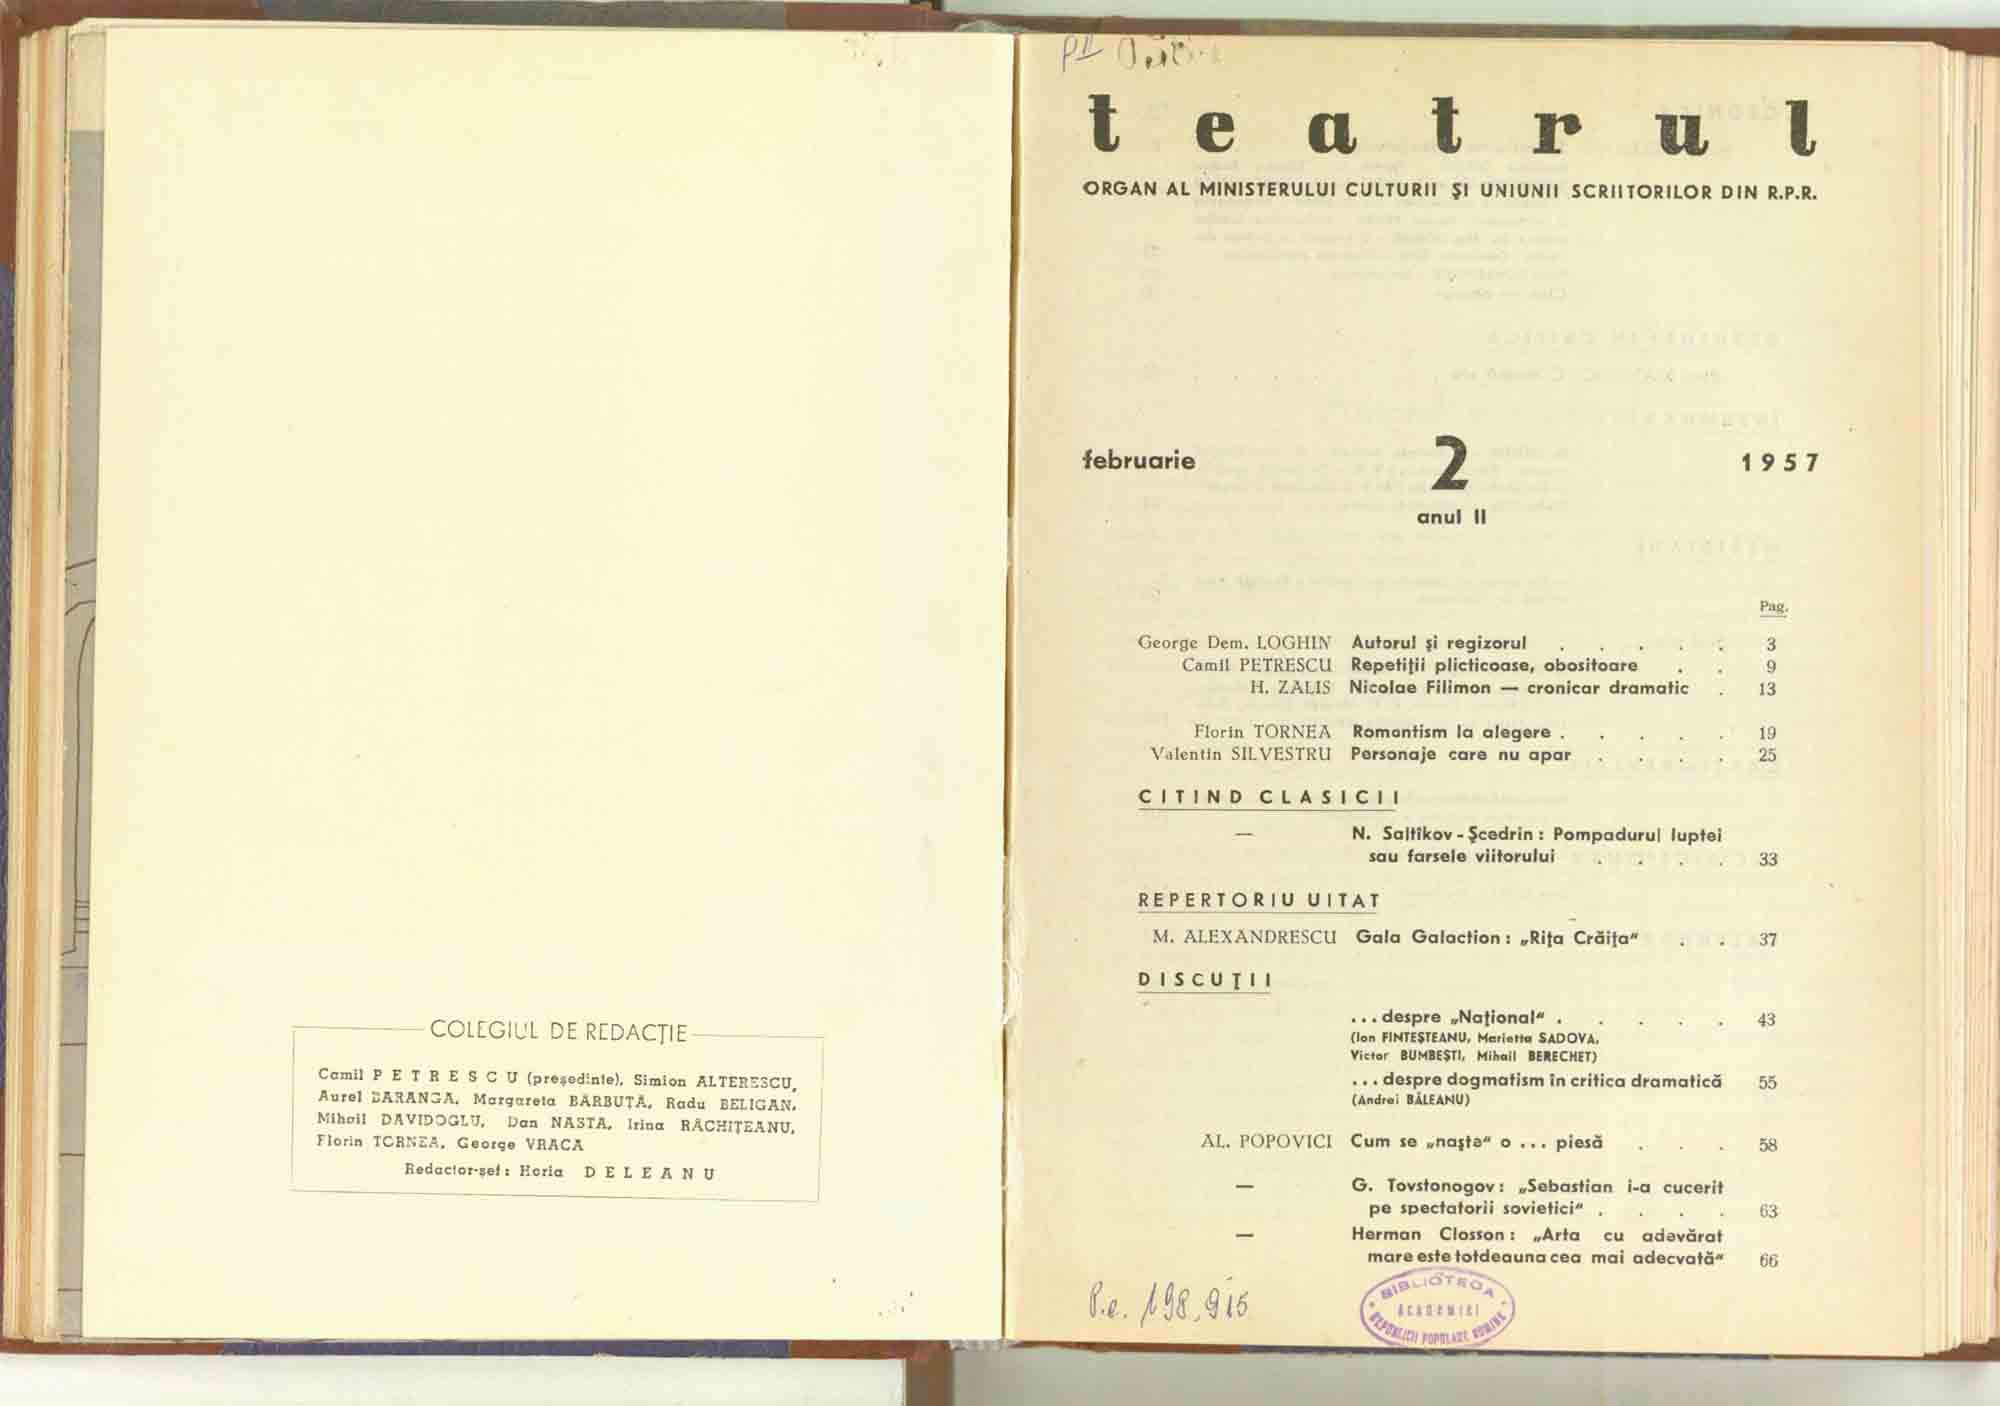 COLEGIUL DE REDACȚIE
Camil PETRESCU (președinte), Simion ALTERESCU,
Aurel BARANGA, Margareta BĂRBUȚĂ, Radu BELIGAN,
Mihail DAVIDOGLU, Dan NASTA, Irina RĂCHIȚEANU,
Florin TORNEA, George VRACA
Redactor-șef: Horia DELEANU
P II
teatrul
ORGAN AL MINISTERULUI CULTURII ȘI UNIUNII SCRIITORILOR DIN R.P.R.
februarie 2 1957
anul II
Pag.
George Dem. LOGHIN Autorul și regizorul . . . . . 3
Camil PETRESCU Repetiții plicticoase, obositoare . . 9
H. ZALIS Nicolae Filimon — cronicar dramatic . 13
Florin TORNEA Romantism la alegere . . . . . 19
Valentin SILVESTRU Personaje care nu apar . . . . 25
CITIND CLASICII
— N. Saltîkov-Șcedrin: Pompadurul luptei
sau farsele viitorului . . . . 33
REPERTORIU UITAT
M. ALEXANDRESCU Gala Galaction: „Rița Crăița" . . 37
DISCUȚII
...despre „Național" . . . . . 43
(Ion FINTEȘTEANU, Marietta SADOVA,
Victor BUMBEȘTI, Mihail BERECHET)
...despre dogmatism în critica dramatică 55
(Andrei BĂLEANU)
AL. POPOVICI Cum se „naște" o ... piesă . . . 58
— G. Tovstonogov: „Sebastian i-a cucerit
pe spectatorii sovietici" . . . . 63
— Herman Closson: „Arta cu adevărat
mare este totdeauna cea mai adecvată" 66
P.e. 198.915
BIBLIOTECA
ACADEMIEI
REPUBLICII POPULARE ROMINE